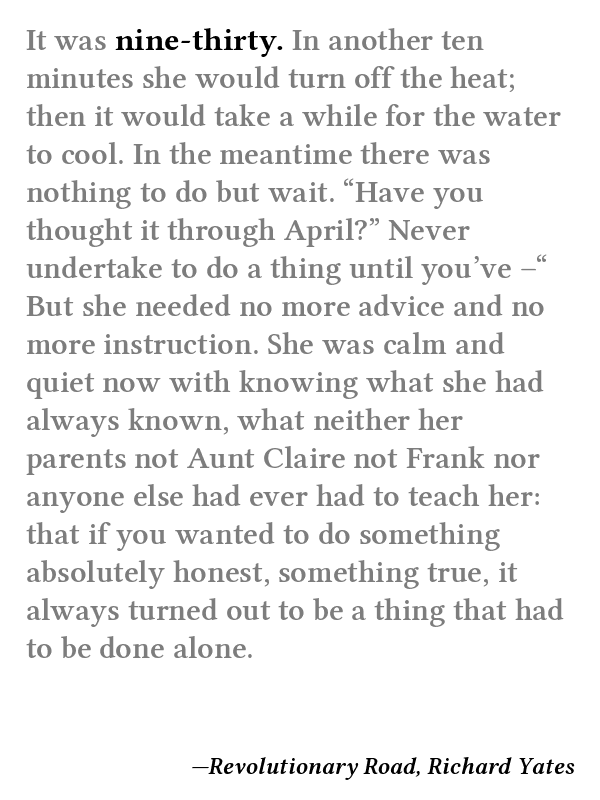 It was nine-thirty. In another ten
minutes she would turn off the heat;
then it would take a while for the water
to cool. In the meantime there was
nothing to do but wait. “Have you
thought it through April?” Never
undertake to do a thing until you’ve –“
But she needed no more advice and no
more instruction. She was calm and
quiet now with knowing what she had
always known, what neither her
parents not Aunt Claire not Frank nor
anyone else had ever had to teach her:
that if you wanted to do something
absolutely honest, something true, it
always turned out to be a thing that had
to be done alone.
—Revolutionary Road, Richard Yates